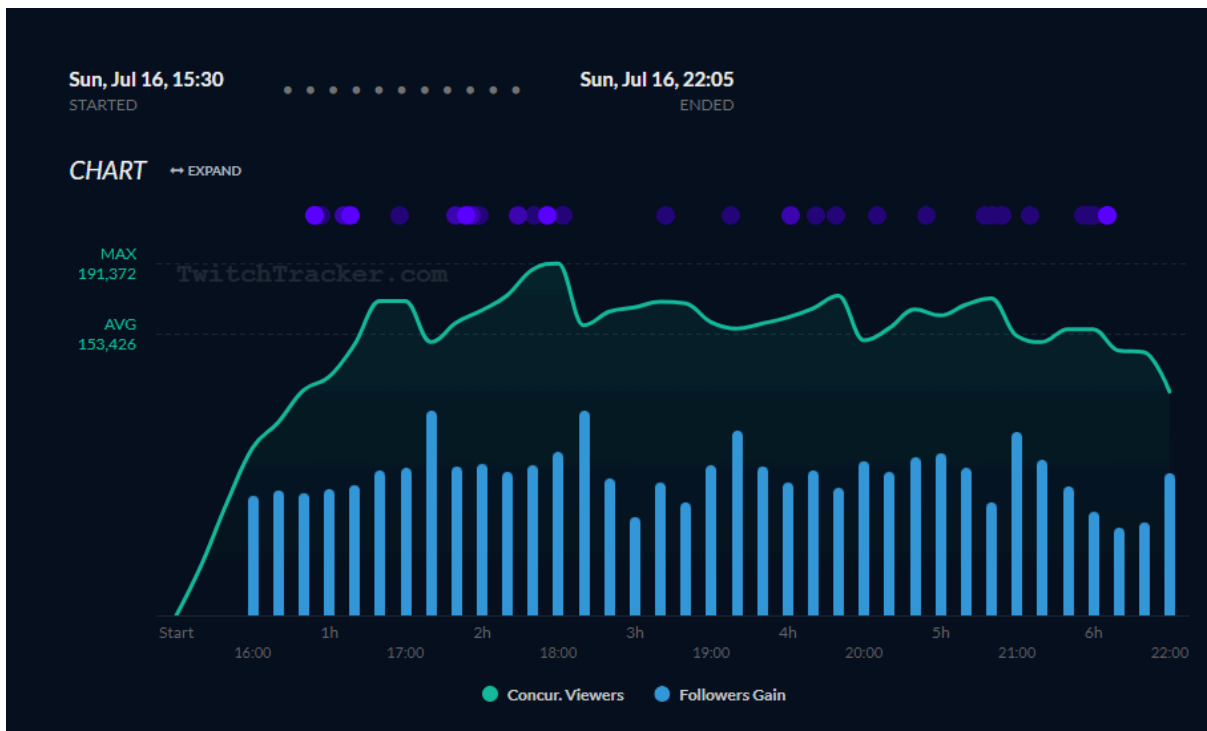 Sun, Jul 16, 15:30 Sun, Jul 16, 22:05
STARTED ENDED
CHART ↔ EXPAND
MAX
191,372
TwitchTracker.com
AVG
153,426
Start 1h 2h 3h 4h 5h 6h
16:00 17:00 18:00 19:00 20:00 21:00 22:00
Concur. Viewers Followers Gain